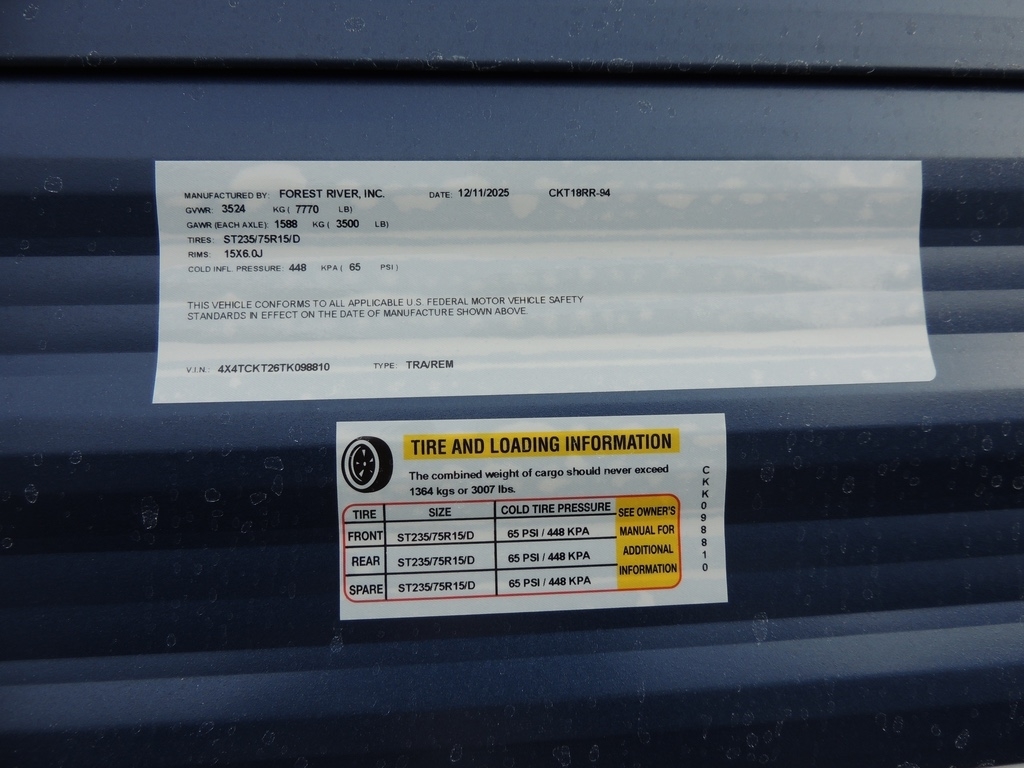 MANUFACTURED BY: FOREST RIVER, INC. DATE: 12/11/2025 CKT18RR-94
GVWR: 3524 KG ( 7770 LB)
GAWR (EACH AXLE): 1588 KG ( 3500 LB)
TIRES: ST235/75R15/D
RIMS: 15X6.0J
COLD INFL. PRESSURE: 448 KPA ( 65 PSI )
THIS VEHICLE CONFORMS TO ALL APPLICABLE U.S. FEDERAL MOTOR VEHICLE SAFETY
STANDARDS IN EFFECT ON THE DATE OF MANUFACTURE SHOWN ABOVE.
V.I.N.: 4X4TCKT26TK098810 TYPE: TRA/REM
TIRE AND LOADING INFORMATION
The combined weight of cargo should never exceed
1364 kgs or 3007 lbs.
TIRE SIZE COLD TIRE PRESSURE
FRONT ST235/75R15/D 65 PSI / 448 KPA
REAR ST235/75R15/D 65 PSI / 448 KPA
SPARE ST235/75R15/D 65 PSI / 448 KPA
SEE OWNER'S
MANUAL FOR
ADDITIONAL
INFORMATION
CKK098810